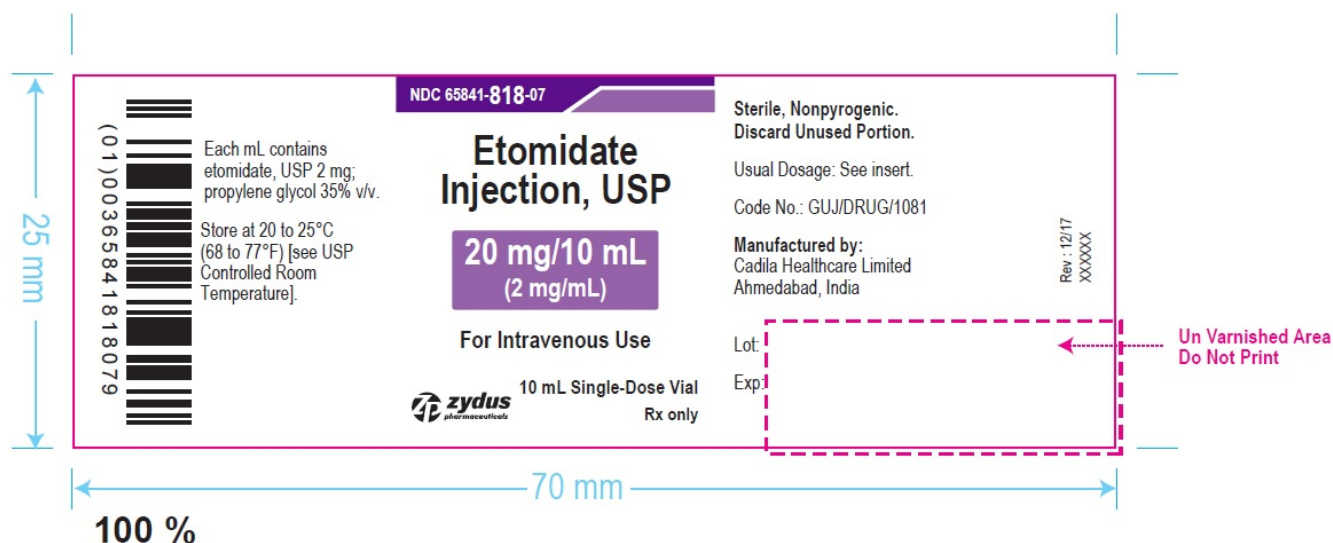 (01)00365841818079
Each mL contains
etomidate, USP 2 mg;
propylene glycol 35% v/v.
Store at 20 to 25°C
(68 to 77°F) [see USP
Controlled Room
Temperature].
NDC 65841-818-07
Etomidate
Injection, USP
20 mg/10 mL
(2 mg/mL)
For Intravenous Use
10 mL Single-Dose Vial
Rx only
zydus
pharmaceuticals
Sterile, Nonpyrogenic.
Discard Unused Portion.
Usual Dosage: See insert.
Code No.: GUJ/DRUG/1081
Manufactured by:
Cadila Healthcare Limited
Ahmedabad, India
Lot:
Exp:
Rev : 12/17
XXXXXX
Un Varnished Area
Do Not Print
25 mm
70 mm
100 %